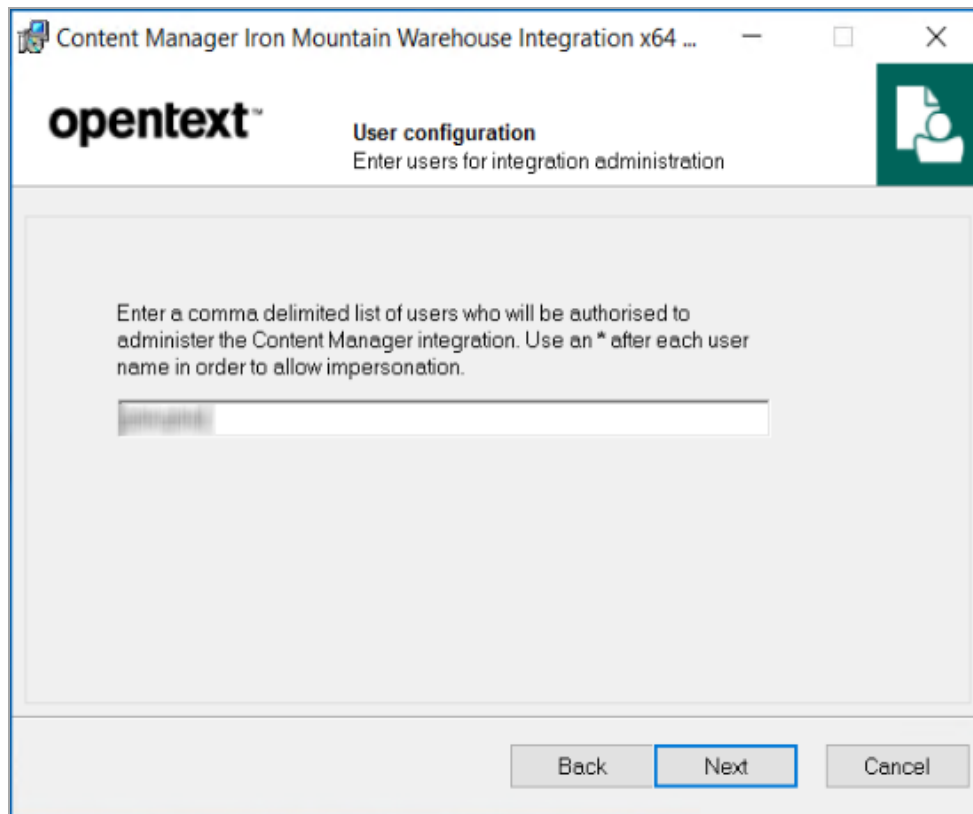 Content Manager Iron Mountain Warehouse Integration x64 ...
opentext™
User configuration
Enter users for integration administration
Enter a comma delimited list of users who will be authorised to
administer the Content Manager integration. Use an * after each user
name in order to allow impersonation.
Back
Next
Cancel